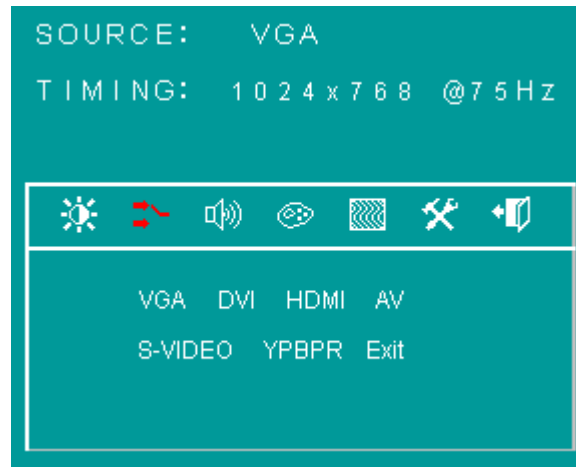 SOURCE: VGA
TIMING: 1024x768 @75Hz
VGA DVI HDMI AV
S-VIDEO YPBPR Exit